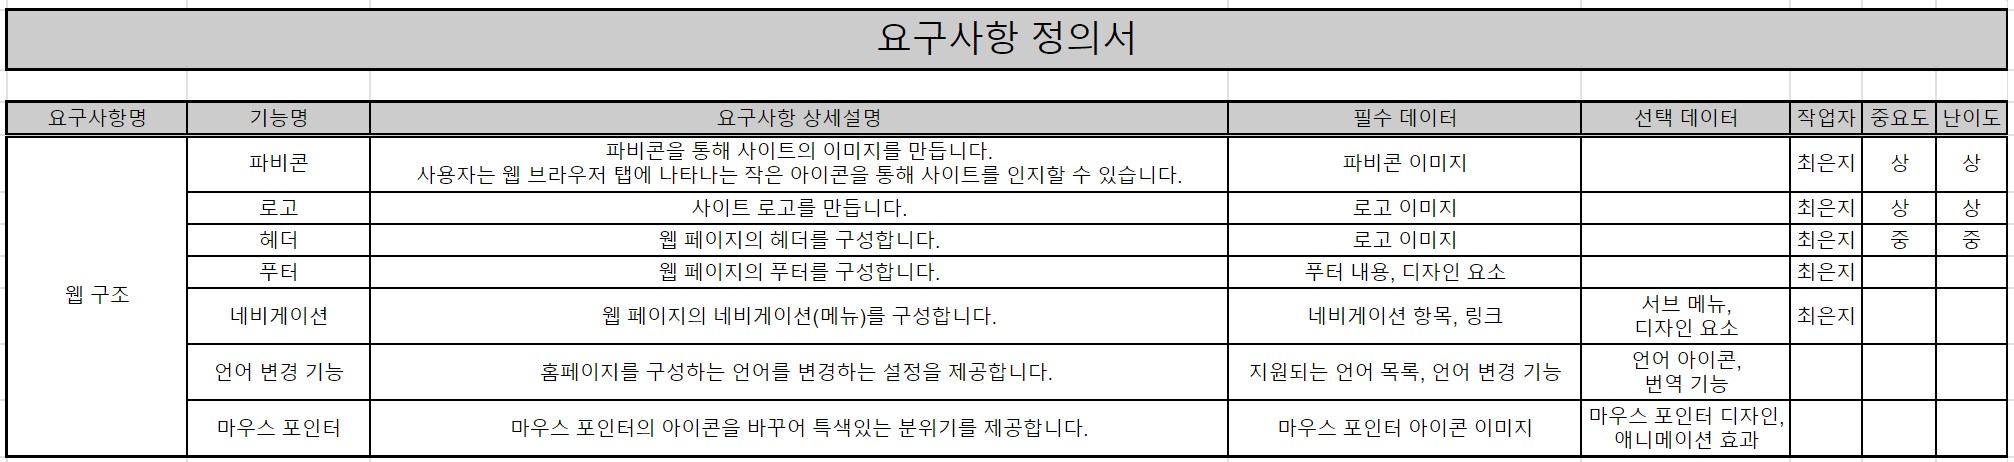 요구사항 정의서
요구사항명 기능명 요구사항 상세설명 필수 데이터 선택 데이터 작업자 중요도 난이도
웹 구조
파비콘
파비콘을 통해 사이트의 이미지를 만듭니다.
사용자는 웹 브라우저 탭에 나타나는 작은 아이콘을 통해 사이트를 인지할 수 있습니다.
파비콘 이미지 최은지 상 상
로고 사이트 로고를 만듭니다. 로고 이미지 최은지 상 상
헤더 웹 페이지의 헤더를 구성합니다. 로고 이미지 최은지 중 중
푸터 웹 페이지의 푸터를 구성합니다. 푸터 내용, 디자인 요소 최은지
네비게이션 웹 페이지의 네비게이션(메뉴)를 구성합니다. 네비게이션 항목, 링크
서브 메뉴,
디자인 요소
최은지
언어 변경 기능 홈페이지를 구성하는 언어를 변경하는 설정을 제공합니다. 지원되는 언어 목록, 언어 변경 기능
언어 아이콘,
번역 기능
마우스 포인터 마우스 포인터의 아이콘을 바꾸어 특색있는 분위기를 제공합니다. 마우스 포인터 아이콘 이미지
마우스 포인터 디자인,
애니메이션 효과